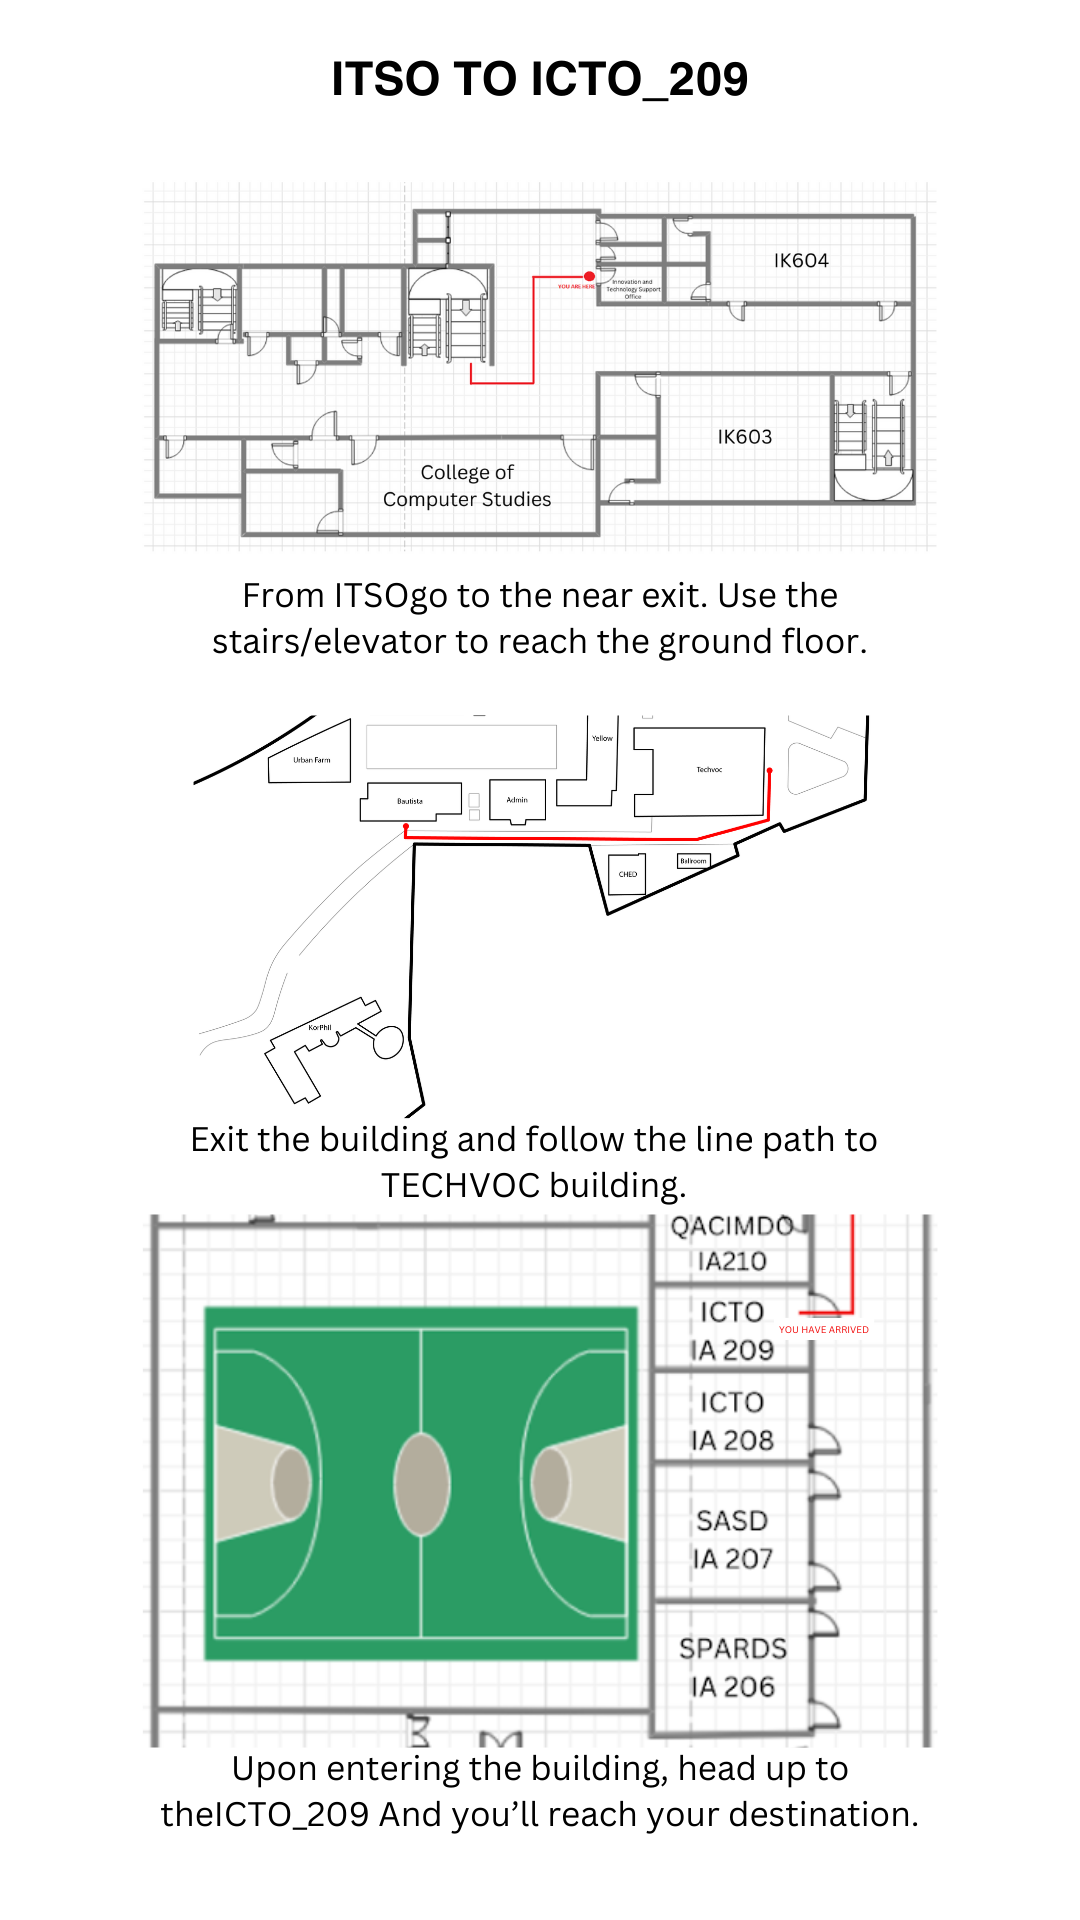 ITSO TO ICTO_209
IK604
YOU ARE HERE
Innovation and
Technology Support
Office
IK603
College of
Computer Studies
From ITSOgo to the near exit. Use the
stairs/elevator to reach the ground floor.
Yellow
Urban Farm
Techvoc
Bautista
Admin
Ballroom
CHED
KorPhil
Exit the building and follow the line path to
TECHVOC building.
QACIMDO
IA210
ICTO
IA 209
YOU HAVE ARRIVED
ICTO
IA 208
SASD
IA 207
SPARDS
IA 206
Upon entering the building, head up to
theICTO_209 And you’ll reach your destination.